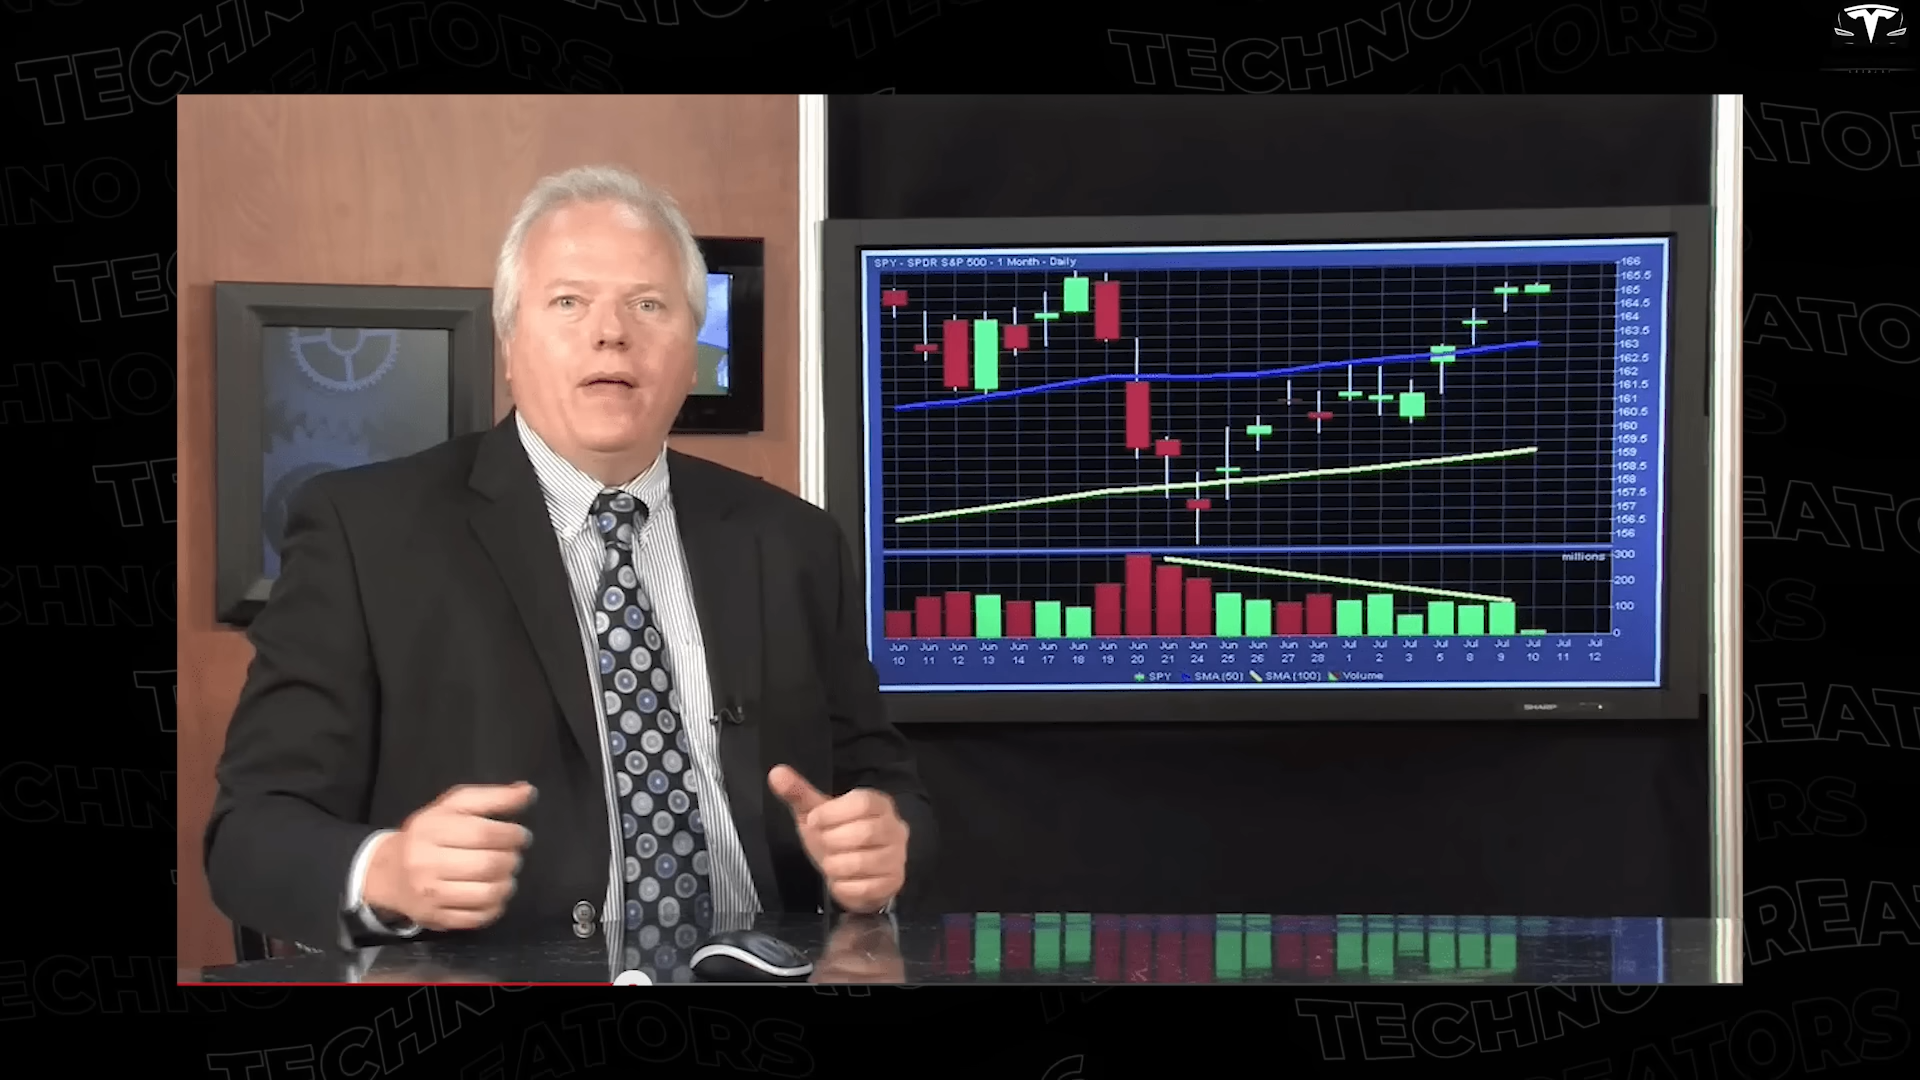 TECHNO
CREATORS
TECHNO
SPY - SPDR S&P 500 - 1 Month - Daily
166
165.5
165
164.5
164
163.5
163
162.5
162
161.5
161
160.5
160
159.5
159
158.5
158
157.5
157
156.5
156
millions
300
200
100
0
Jun Jun Jun Jun Jun Jun Jun Jun Jun Jun Jun Jun Jun Jun Jun Jul Jul Jul Jul Jul Jul Jul Jul Jul
10 11 12 13 14 17 18 19 20 21 24 25 26 27 28 1 2 3 5 8 9 10 11 12
SPY SMA (50) SMA (100) Volume
SHARP
TECHNO
TECHNO